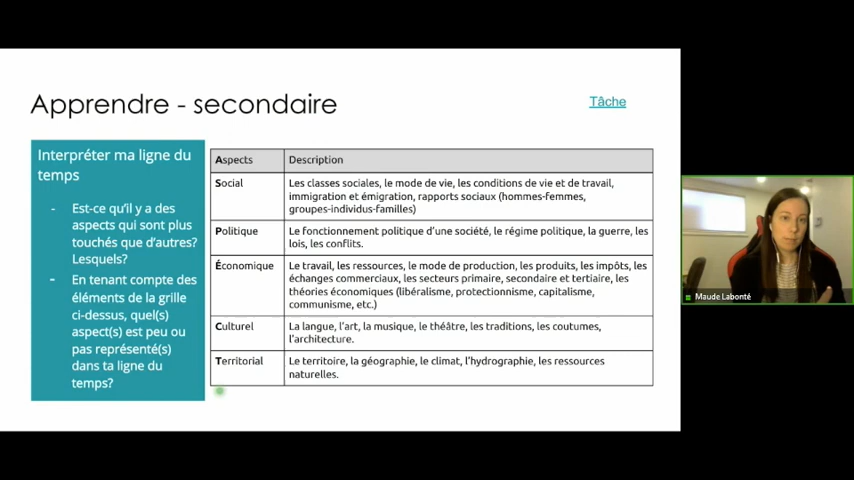 Apprendre - secondaire
Tâche
Interpréter ma ligne du
temps
- Est-ce qu'il y a des
aspects qui sont plus
touchés que d'autres?
Lesquels?
- En tenant compte des
éléments de la grille
ci-dessus, quel(s)
aspect(s) est peu ou
pas représenté(s)
dans ta ligne du
temps?
Aspects
Description
Social
Les classes sociales, le mode de vie, les conditions de vie et de travail,
immigration et émigration, rapports sociaux (hommes-femmes,
groupes-individus-familles)
Politique
Le fonctionnement politique d'une société, le régime politique, la guerre, les
lois, les conflits.
Économique
Le travail, les ressources, le mode de production, les produits, les impôts, les
échanges commerciaux, les secteurs primaire, secondaire et tertiaire, les
théories économiques (libéralisme, protectionnisme, capitalisme,
communisme, etc.)
Culturel
La langue, l'art, la musique, le théâtre, les traditions, les coutumes,
l'architecture.
Territorial
Le territoire, la géographie, le climat, l'hydrographie, les ressources
naturelles.
Maude Labonté